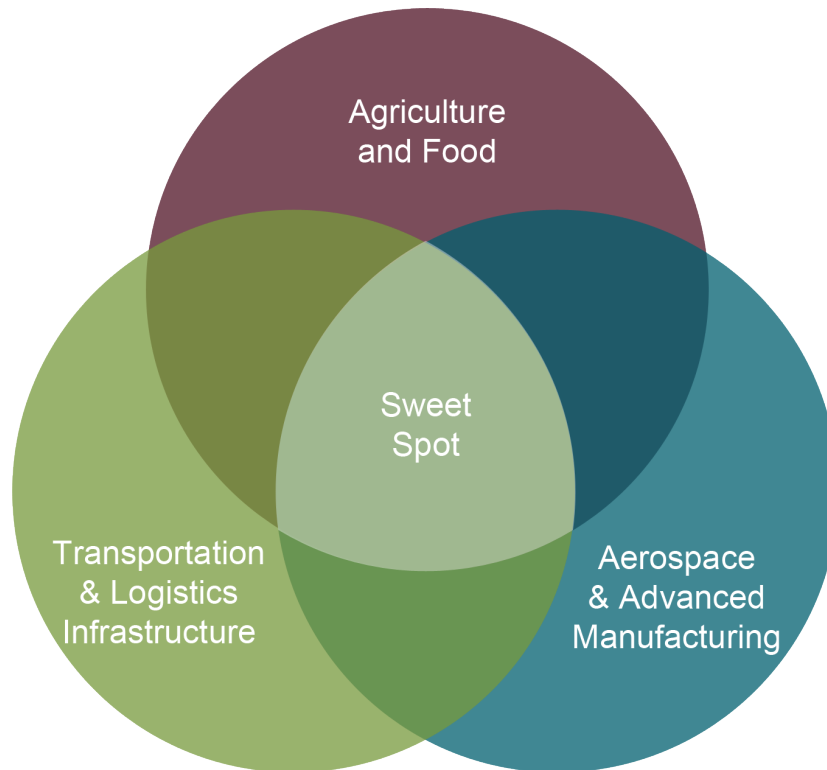 Agriculture
and Food
Sweet
Spot
Transportation
& Logistics
Infrastructure
Aerospace
& Advanced
Manufacturing